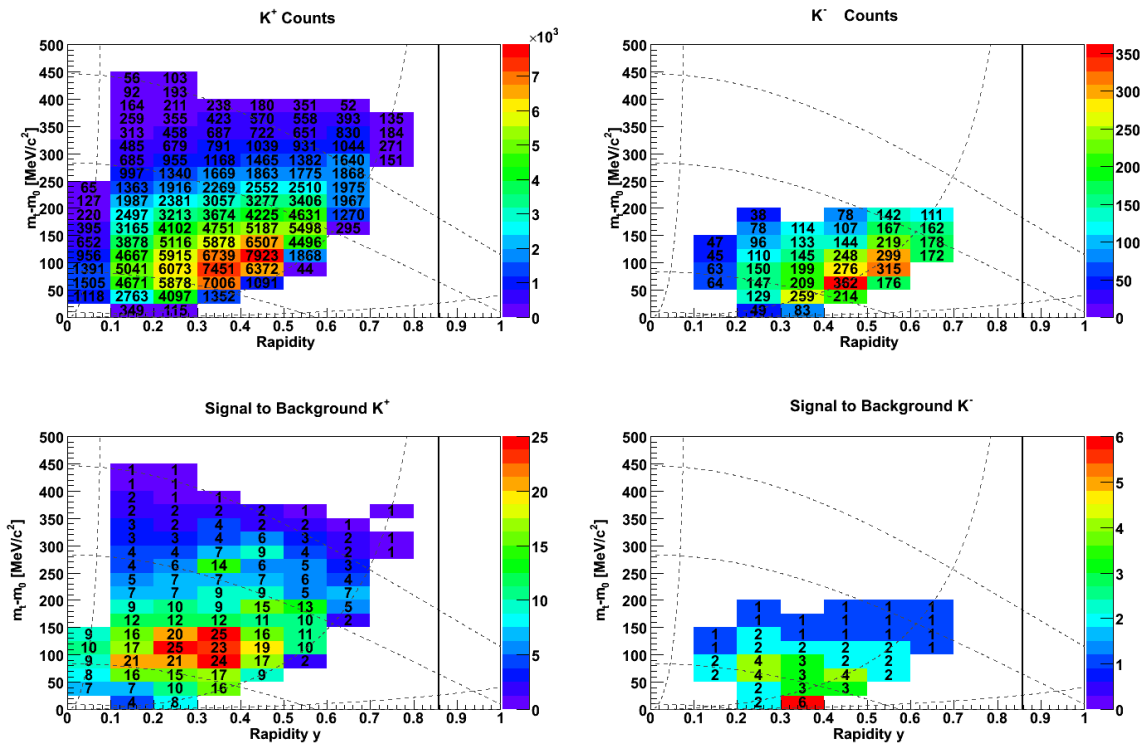 K⁺ Counts
×10³
500
450
400
350
300
250
200
150
100
50
0
mₜ-m₀ [MeV/c²]
56 103
92 193
164 211 238 180 351 52
259 355 423 570 558 393 135
313 458 687 722 651 830 184
485 679 791 1039 931 1044 271
685 955 1168 1465 1382 1640 151
997 1340 1669 1863 1775 1868
65 1363 1916 2269 2552 2510 1975
127 1987 2381 3057 3277 3406 1967
220 2497 3213 3674 4225 4631 1270
395 3165 4102 4751 5187 5498 295
652 3878 5116 5878 6507 4496
956 4667 5915 6739 7923 1868
1391 5041 6073 7451 6372 44
1505 4671 5878 7006 1091
1118 2763 4097 1352
349 115
0 0.1 0.2 0.3 0.4 0.5 0.6 0.7 0.8 0.9 1
Rapidity
7
6
5
4
3
2
1
0
K⁻ Counts
500
450
400
350
300
250
200
150
100
50
0
mₜ-m₀ [MeV/c²]
38 78 142 111
78 114 107 167 162
47 96 133 144 219 178
45 110 145 248 299 172
63 150 199 276 315
64 147 209 362 176
129 259 214
49 83
0 0.1 0.2 0.3 0.4 0.5 0.6 0.7 0.8 0.9 1
Rapidity
350
300
250
200
150
100
50
0
Signal to Background K⁺
500
450
400
350
300
250
200
150
100
50
0
mₜ-m₀ [MeV/c²]
1 1
1 1
2 1 1
2 2 2 2 1 1
3 2 4 2 2 1
3 3 4 6 3 2 1
4 4 7 9 4 2 1
4 6 14 6 5 3
5 7 7 7 6 4
7 7 9 9 5 7
9 10 9 15 13 5
12 12 12 11 10 2
9 16 20 25 16 11
10 17 25 23 19 10
9 21 21 24 17 2
8 16 15 17 9
7 7 10 16
4 8
0 0.1 0.2 0.3 0.4 0.5 0.6 0.7 0.8 0.9 1
Rapidity y
25
20
15
10
5
0
Signal to Background K⁻
500
450
400
350
300
250
200
150
100
50
0
mₜ-m₀ [MeV/c²]
1 1 1 1
1 1 1 1 1
1 2 1 1 1 1
1 2 2 2 2 1
2 4 3 2 2
2 4 3 4 2
2 3 3
2 6
0 0.1 0.2 0.3 0.4 0.5 0.6 0.7 0.8 0.9 1
Rapidity y
6
5
4
3
2
1
0